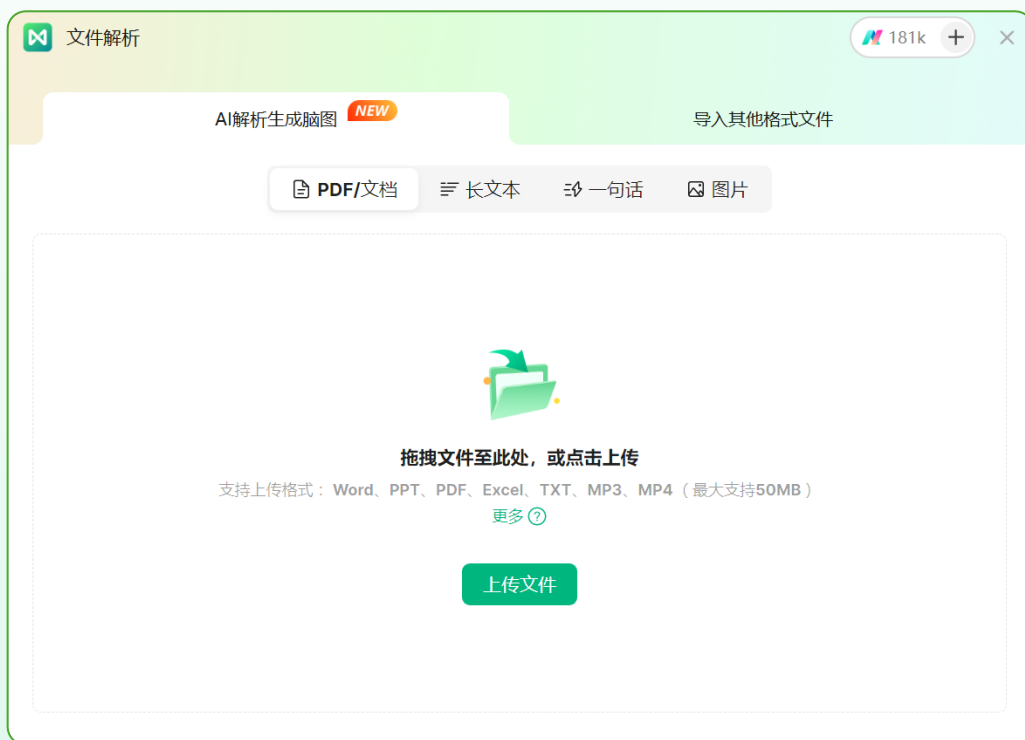 文件解析
181k
AI解析生成脑图 NEW
导入其他格式文件
PDF/文档 长文本 一句话 图片
拖拽文件至此处，或点击上传
支持上传格式：Word、PPT、PDF、Excel、TXT、MP3、MP4（最大支持50MB）
更多
上传文件